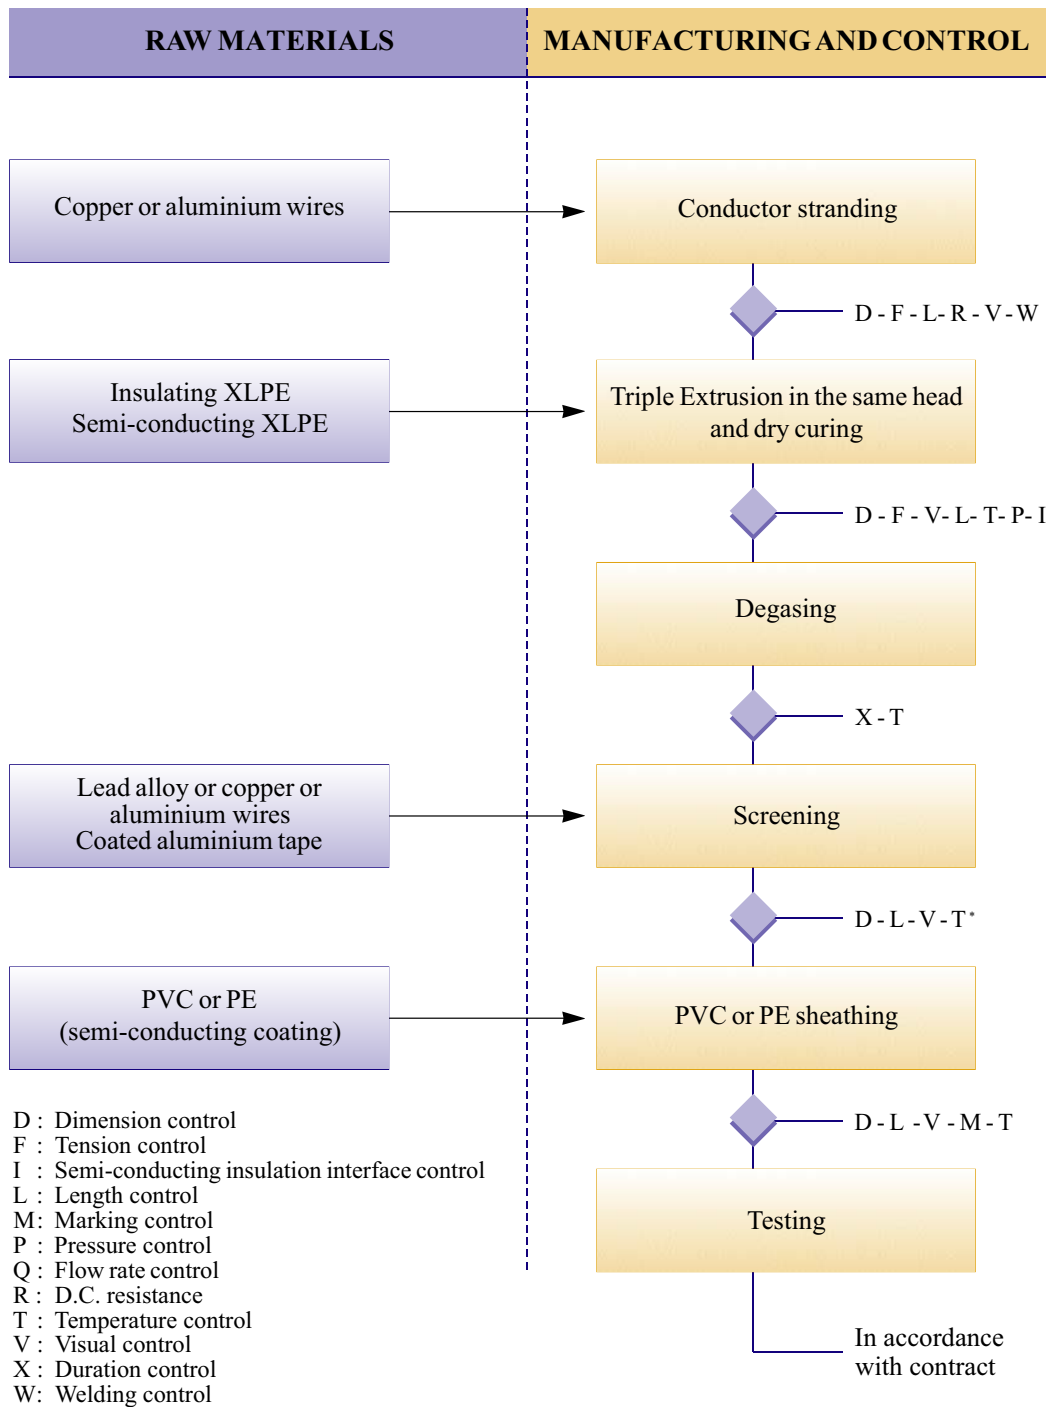 RAW MATERIALS
MANUFACTURING AND CONTROL
Copper or aluminium wires
Conductor stranding
D - F - L- R - V - W
Insulating XLPE
Semi-conducting XLPE
Triple Extrusion in the same head
and dry curing
D - F - V- L- T- P- I
Degasing
X - T
Lead alloy or copper or
aluminium wires
Coated aluminium tape
Screening
D - L - V - T*
PVC or PE
(semi-conducting coating)
PVC or PE sheathing
D - L - V - M - T
Testing
In accordance
with contract
D : Dimension control
F : Tension control
I : Semi-conducting insulation interface control
L : Length control
M: Marking control
P : Pressure control
Q : Flow rate control
R : D.C. resistance
T : Temperature control
V : Visual control
X : Duration control
W: Welding control